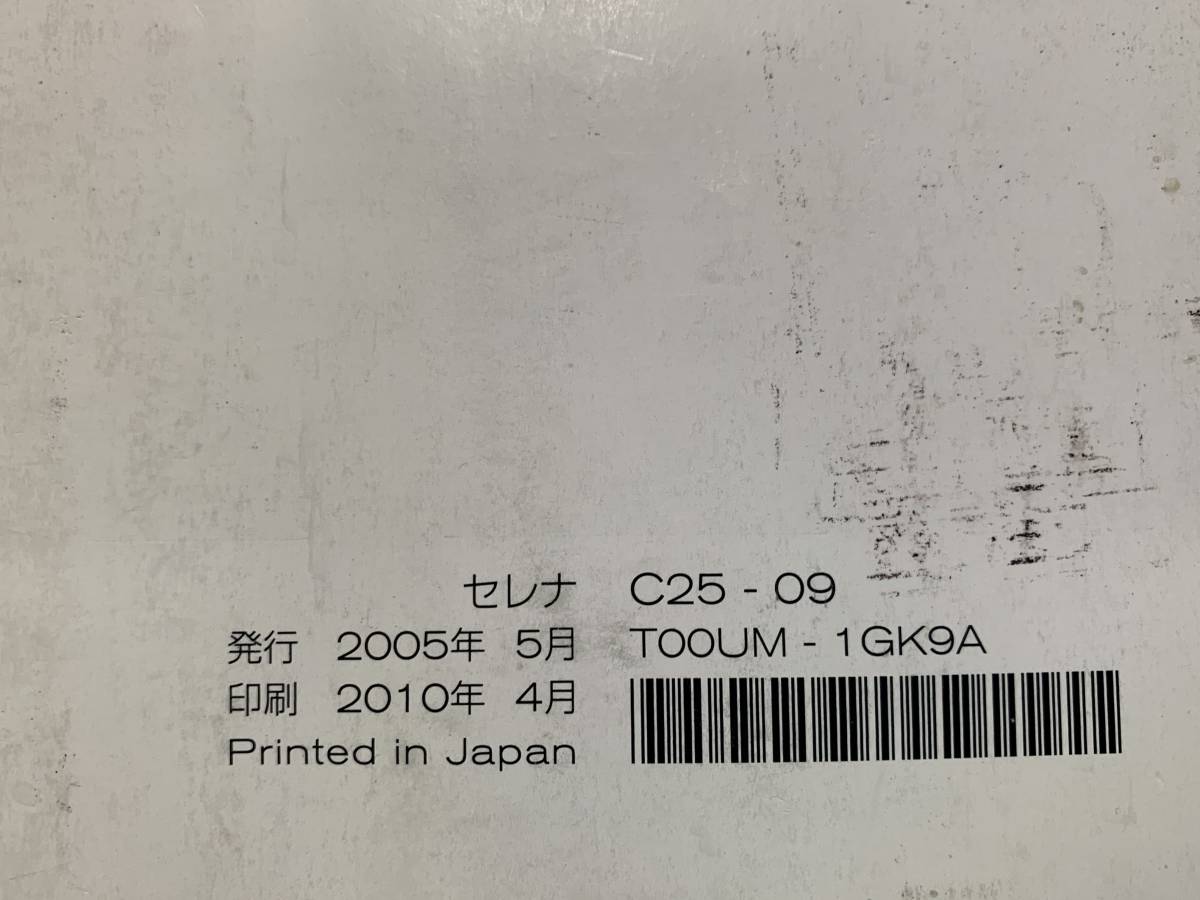 セレナ C25 - 09
発行 2005年 5月 T00UM - 1GK9A
印刷 2010年 4月
Printed in Japan